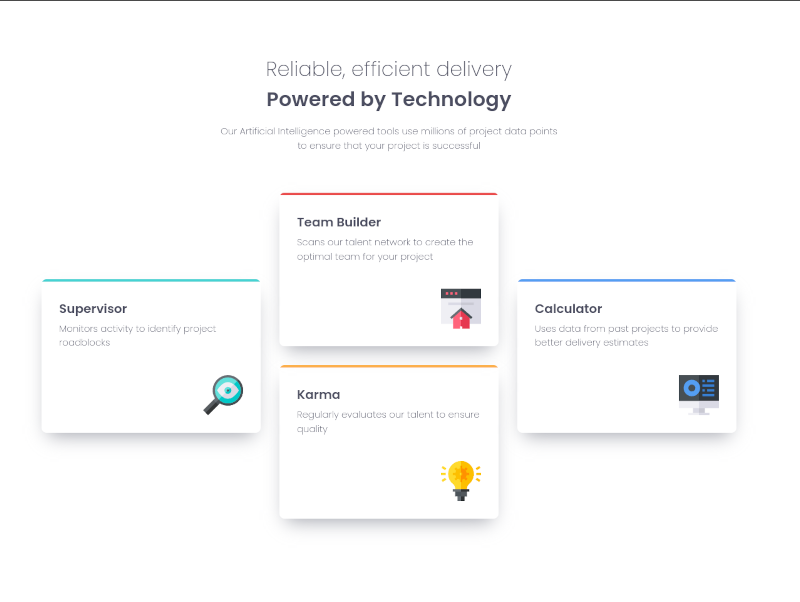 Reliable, efficient delivery
Powered by Technology
Our Artificial Intelligence powered tools use millions of project data points
to ensure that your project is successful
Supervisor
Monitors activity to identify project
roadblocks
Team Builder
Scans our talent network to create the
optimal team for your project
Karma
Regularly evaluates our talent to ensure
quality
Calculator
Uses data from past projects to provide
better delivery estimates